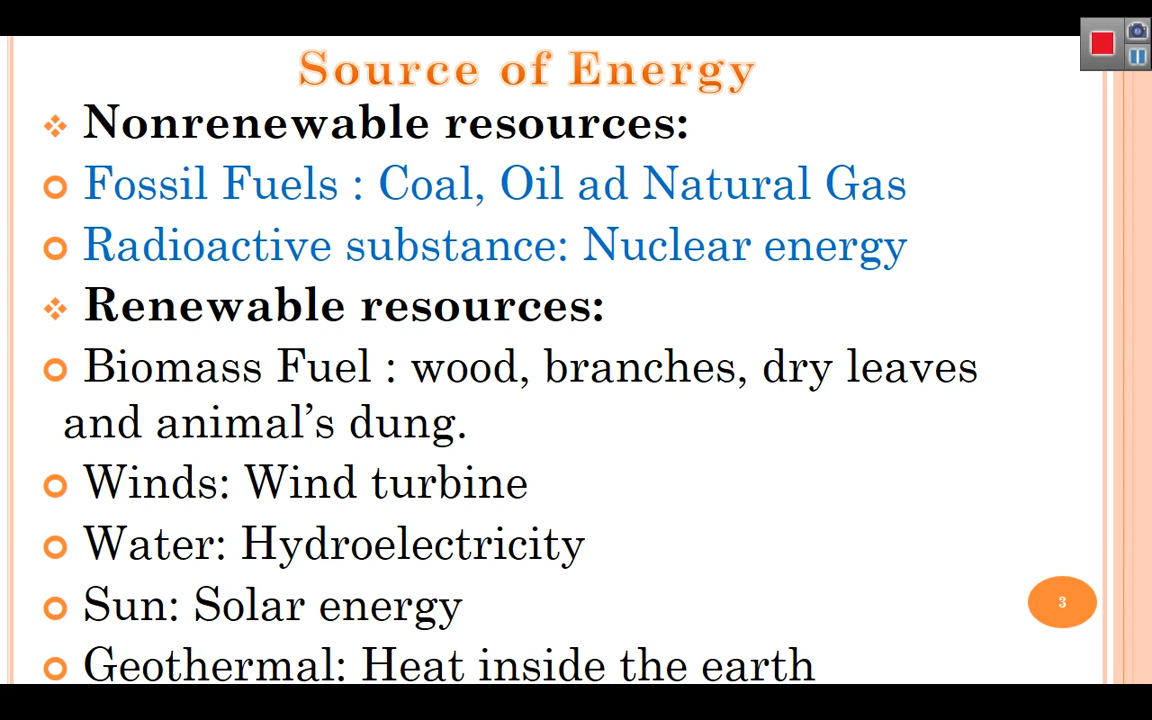 Source of Energy
Nonrenewable resources:
Fossil Fuels : Coal, Oil ad Natural Gas
Radioactive substance: Nuclear energy
Renewable resources:
Biomass Fuel : wood, branches, dry leaves
and animal’s dung.
Winds: Wind turbine
Water: Hydroelectricity
Sun: Solar energy
3
Geothermal: Heat inside the earth